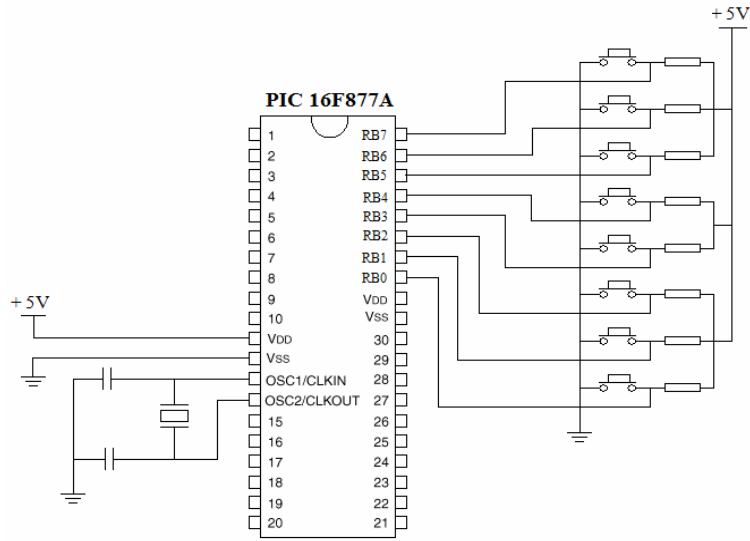 +5V
PIC 16F877A
1 RB7
2 RB6
3 RB5
4 RB4
5 RB3
6 RB2
7 RB1
8 RB0
9 VDD
10 VSS
+5V
VDD 30
VSS 29
OSC1/CLKIN 28
OSC2/CLKOUT 27
15 26
16 25
17 24
18 23
19 22
20 21